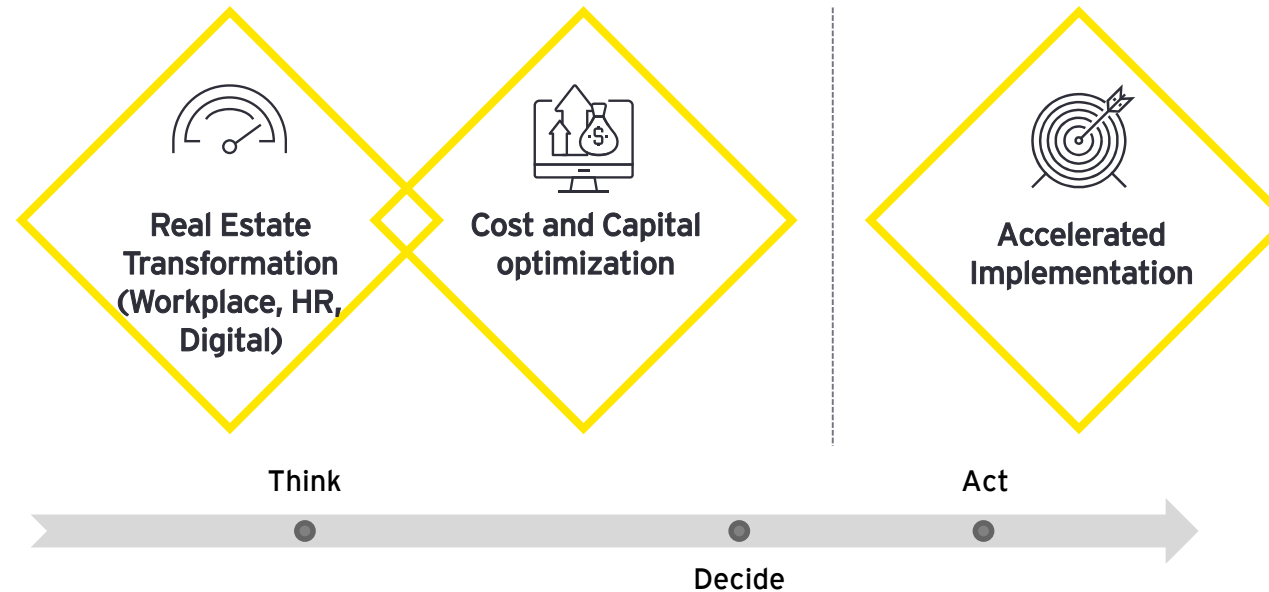 Real Estate
Transformation
(Workplace, HR,
Digital)
Cost and Capital
optimization
$
Accelerated
Implementation
Think
Act
Decide